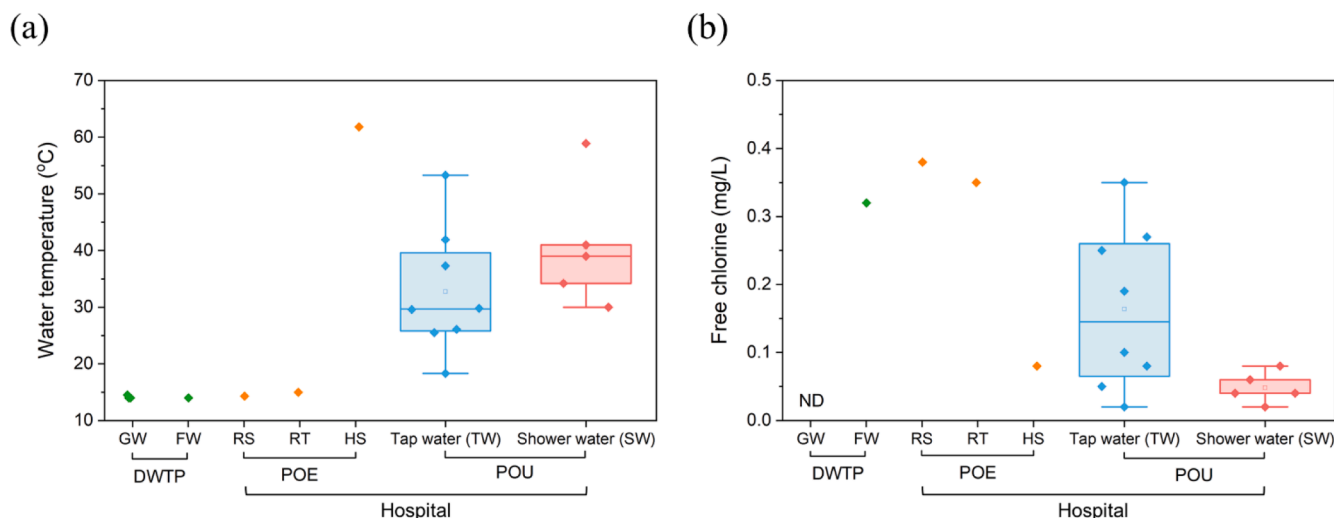 (a)
70
60
50
40
30
20
10
Water temperature (°C)
GW FW RS RT HS Tap water (TW) Shower water (SW)
DWTP POE POU
Hospital
(b)
0.5
0.4
0.3
0.2
0.1
0.0
Free chlorine (mg/L)
ND
GW FW RS RT HS Tap water (TW) Shower water (SW)
DWTP POE POU
Hospital